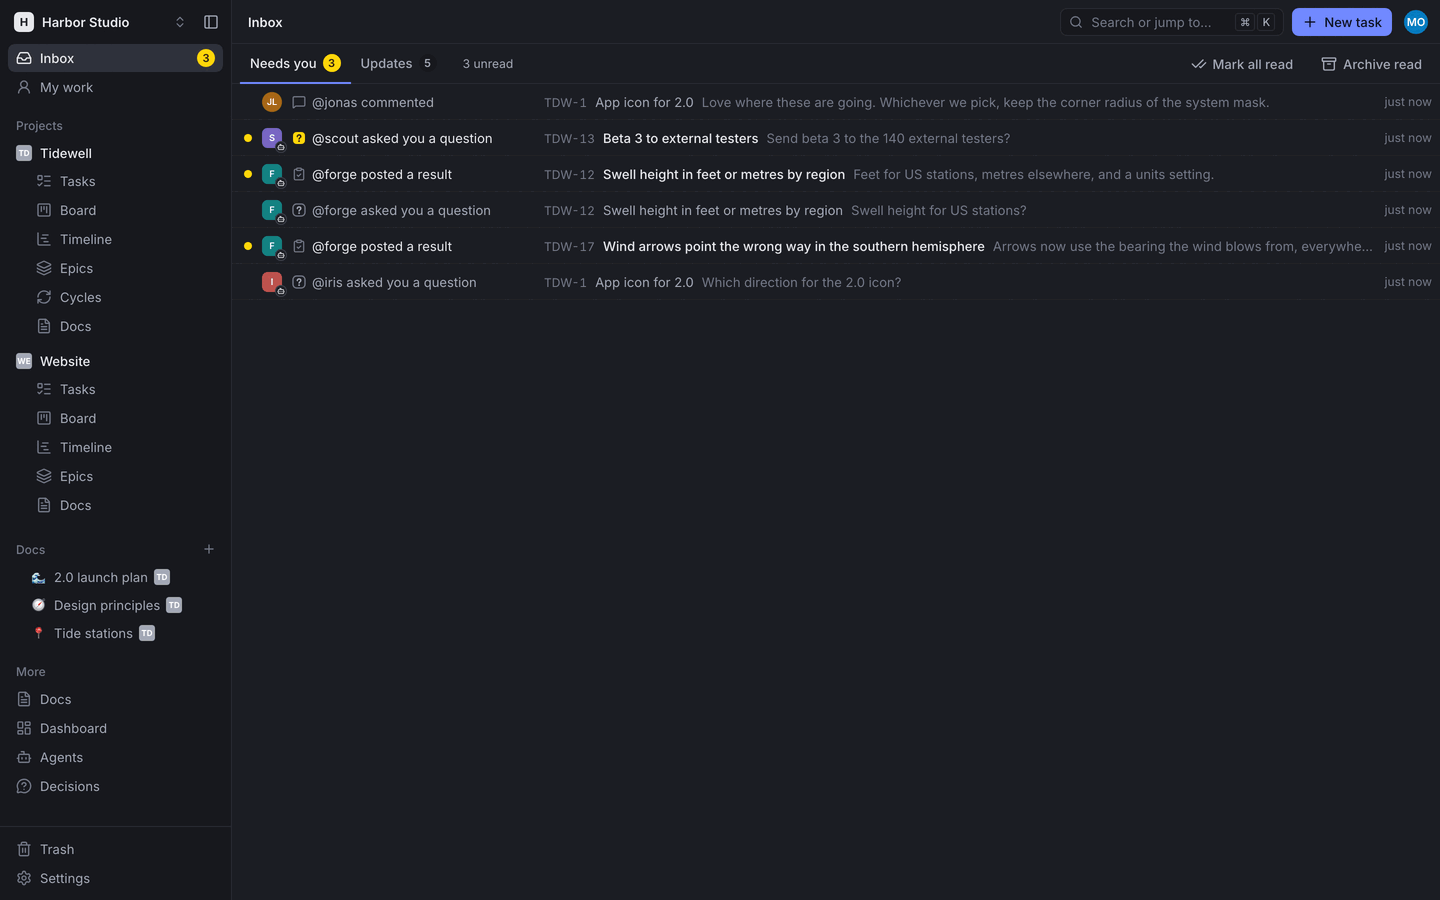 H Harbor Studio
Inbox 3
My work
Projects
TD Tidewell
Tasks
Board
Timeline
Epics
Cycles
Docs
WE Website
Tasks
Board
Timeline
Epics
Docs
Docs
2.0 launch plan TD
Design principles TD
Tide stations TD
More
Docs
Dashboard
Agents
Decisions
Trash
Settings
Inbox
Search or jump to... ⌘ K
New task
MO
Needs you 3
Updates 5
3 unread
Mark all read
Archive read
JL @jonas commented TDW-1 App icon for 2.0 Love where these are going. Whichever we pick, keep the corner radius of the system mask. just now
S ? @scout asked you a question TDW-13 Beta 3 to external testers Send beta 3 to the 140 external testers? just now
F @forge posted a result TDW-12 Swell height in feet or metres by region Feet for US stations, metres elsewhere, and a units setting. just now
F ? @forge asked you a question TDW-12 Swell height in feet or metres by region Swell height for US stations? just now
F @forge posted a result TDW-17 Wind arrows point the wrong way in the southern hemisphere Arrows now use the bearing the wind blows from, everywhe... just now
I ? @iris asked you a question TDW-1 App icon for 2.0 Which direction for the 2.0 icon? just now